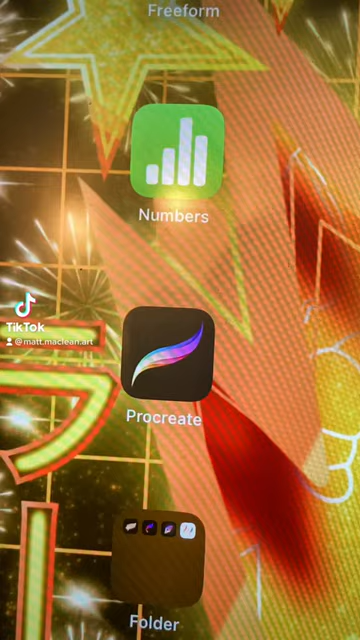 Freeform
Numbers
TikTok
@matt.maclean.art
Procreate
Folder